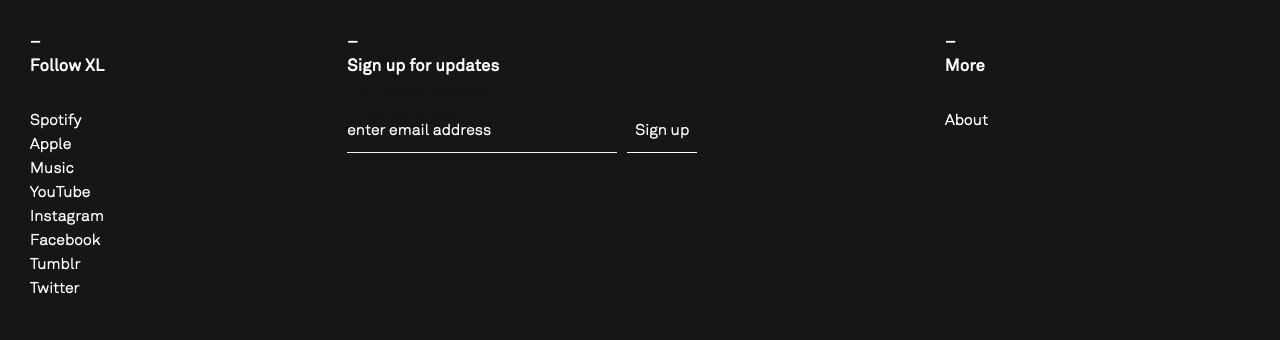 –
Follow XL
Spotify
Apple
Music
YouTube
Instagram
Facebook
Tumblr
Twitter
–
Sign up for updates
enter email address
Sign up
–
More
About